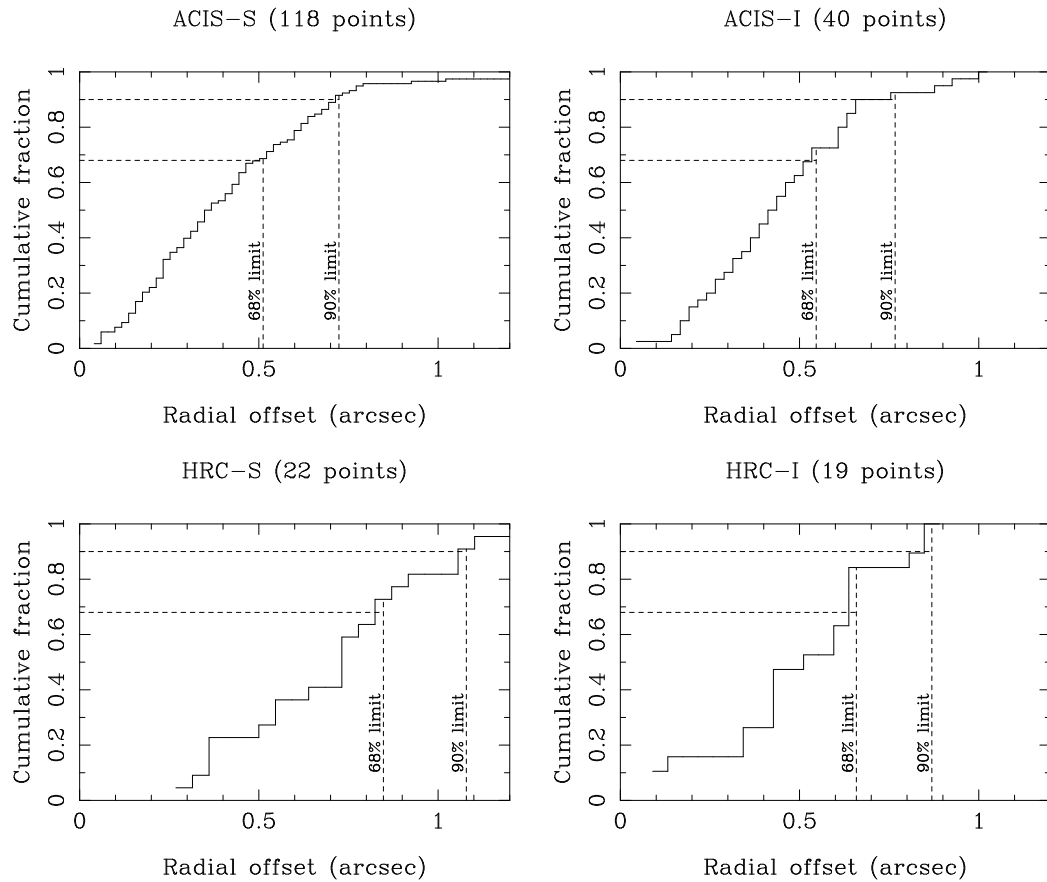 ACIS−S (118 points)
Cumulative fraction
0 0.2 0.4 0.6 0.8 1
68% limit
90% limit
0 0.5 1
Radial offset (arcsec)
ACIS−I (40 points)
Cumulative fraction
0 0.2 0.4 0.6 0.8 1
68% limit
90% limit
0 0.5 1
Radial offset (arcsec)
HRC−S (22 points)
Cumulative fraction
0 0.2 0.4 0.6 0.8 1
68% limit
90% limit
0 0.5 1
Radial offset (arcsec)
HRC−I (19 points)
Cumulative fraction
0 0.2 0.4 0.6 0.8 1
68% limit
90% limit
0 0.5 1
Radial offset (arcsec)